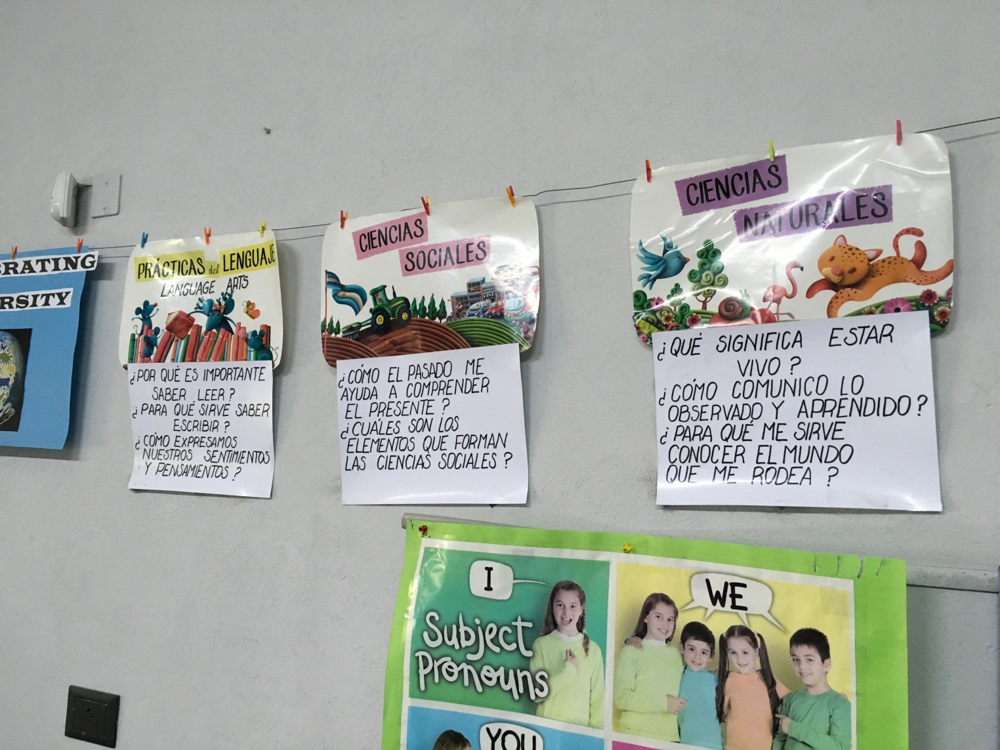 RATING
RSITY
PRÁCTICAS del LENGUAJE
LANGUAGE ARTS
¿POR QUÉ ES IMPORTANTE
SABER LEER?
¿PARA QUÉ SIRVE SABER
ESCRIBIR?
¿CÓMO EXPRESAMOS
NUESTROS SENTIMIENTOS
Y PENSAMIENTOS?
CIENCIAS
SOCIALES
¿CÓMO EL PASADO ME
AYUDA A COMPRENDER
EL PRESENTE?
¿CUÁLES SON LOS
ELEMENTOS QUE FORMAN
LAS CIENCIAS SOCIALES?
CIENCIAS
NATURALES
¿QUÉ SIGNIFICA ESTAR
VIVO?
¿CÓMO COMUNICO LO
OBSERVADO Y APRENDIDO?
¿PARA QUÉ ME SIRVE
CONOCER EL MUNDO
QUE ME RODEA?
I
Subject
Pronouns
WE
YOU